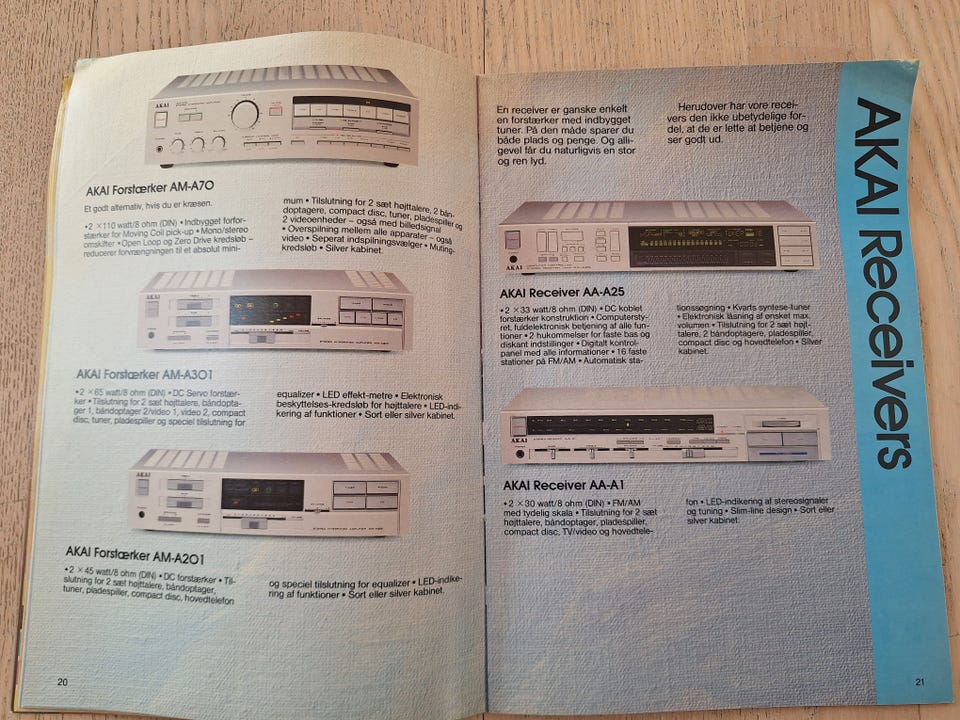 AKAI
AKAI Forstærker AM-A70
Et godt alternativ, hvis du er kræsen.
• 2 × 110 watt/8 ohm (DIN) • Indbygget forfor-
stærker for Moving Coil pick-up • Mono/stereo
omskifter • Open Loop og Zero Drive kredsløb –
reducerer forvrængningen til et absolut mini-
mum • Tilslutning for 2 sæt højttalere, 2 bån-
doptagere, compact disc, tuner, pladespiller og
2 videoenheder – også med billedsignal
• Overspilning mellem alle apparater – også
video • Seperat indspilningsvælger • Muting-
kredsløb • Silver kabinet.
AKAI
AKAI Forstærker AM-A301
• 2 × 65 watt/8 ohm (DIN) • DC Servo forstær-
ker • Tilslutning for 2 sæt højttalere, båndopta-
ger 1, båndoptager 2/video 1, video 2, compact
disc, tuner, pladespiller og speciel tilslutning for
equalizer • LED effekt-metre • Elektronisk
beskyttelses-kredsløb for højttalere • LED-indi-
kering af funktioner • Sort eller silver kabinet.
AKAI
AKAI Forstærker AM-A201
• 2 × 45 watt/8 ohm (DIN) • DC forstærker • Til-
slutning for 2 sæt højttalere, båndoptager,
tuner, pladespiller, compact disc, hovedtelefon
og speciel tilslutning for equalizer • LED-indike-
ring af funktioner • Sort eller silver kabinet.
20
En receiver er ganske enkelt
en forstærker med indbygget
tuner. På den måde sparer du
både plads og penge. Og alli-
gevel får du naturligvis en stor
og ren lyd.
Herudover har vore recei-
vers den ikke ubetydelige for-
del, at de er lette at betjene og
ser godt ud.
AKAI Receivers
AKAI
AKAI Receiver AA-A25
• 2 × 33 watt/8 ohm (DIN) • DC koblet
forstærker konstruktion • Computersty-
ret, fuldelektronisk betjening af alle fun-
tioner • 2 hukommelser for faste bas og
diskant indstillinger • Digitalt kontrol-
panel med alle informationer • 16 faste
stationer på FM/AM • Automatisk sta-
tionssøgning • Kvarts syntese-tuner
• Elektronisk låsning af ønsket max.
volumen • Tilslutning for 2 sæt højt-
talere, 2 båndoptagere, pladespiller,
compact disc og hovedtelefon • Silver
kabinet.
AKAI
AKAI Receiver AA-A1
• 2 × 30 watt/8 ohm (DIN) • FM/AM
med tydelig skala • Tilslutning for 2 sæt
højttalere, båndoptager, pladespiller,
compact disc, TV/video og hovedtele-
fon • LED-indikering af stereosignaler
og tuning • Slim-line design • Sort eller
silver kabinet.
21